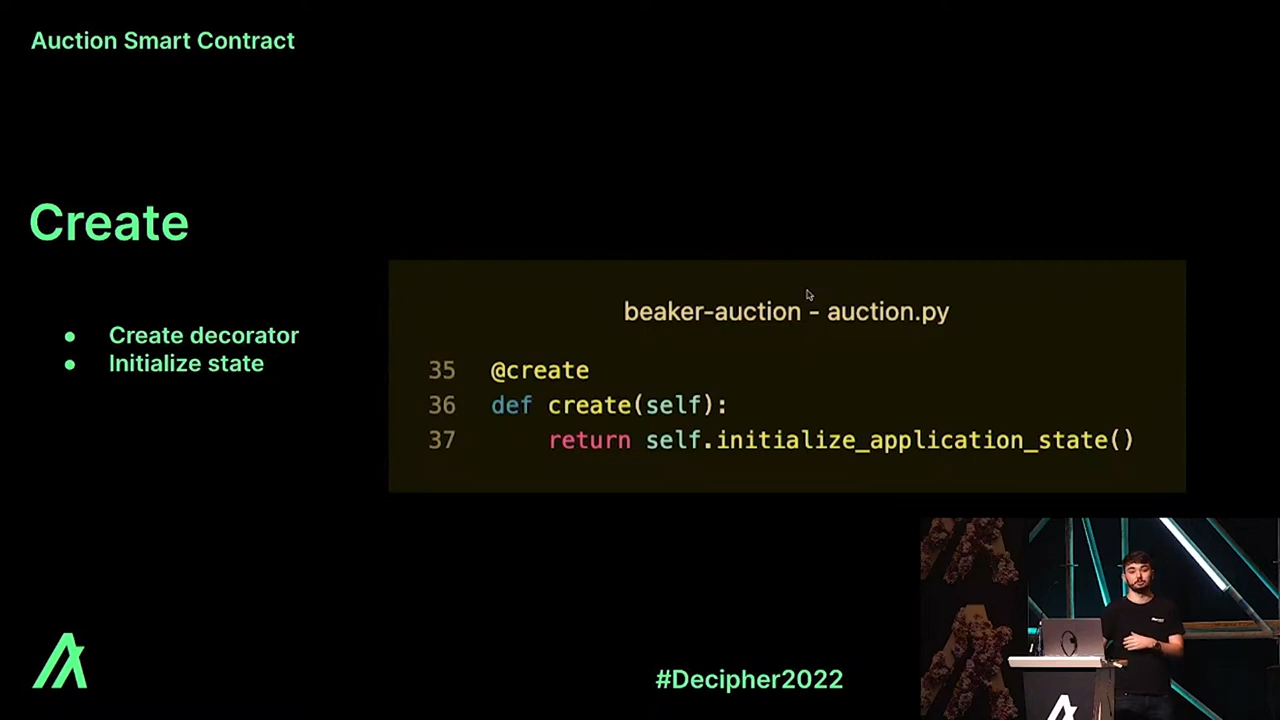 Auction Smart Contract
Create
● Create decorator
● Initialize state
beaker-auction - auction.py
35 @create
36 def create(self):
37 return self.initialize_application_state()
#Decipher2022